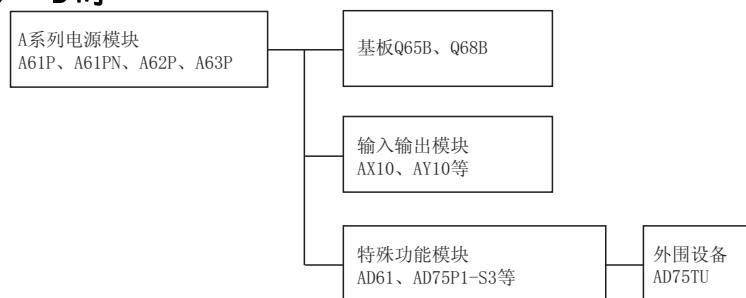 A系列电源模块
A61P、A61PN、A62P、A63P
基板Q65B、Q68B
输入输出模块
AX10、AY10等
特殊功能模块
AD61、AD75P1-S3等
外围设备
AD75TU